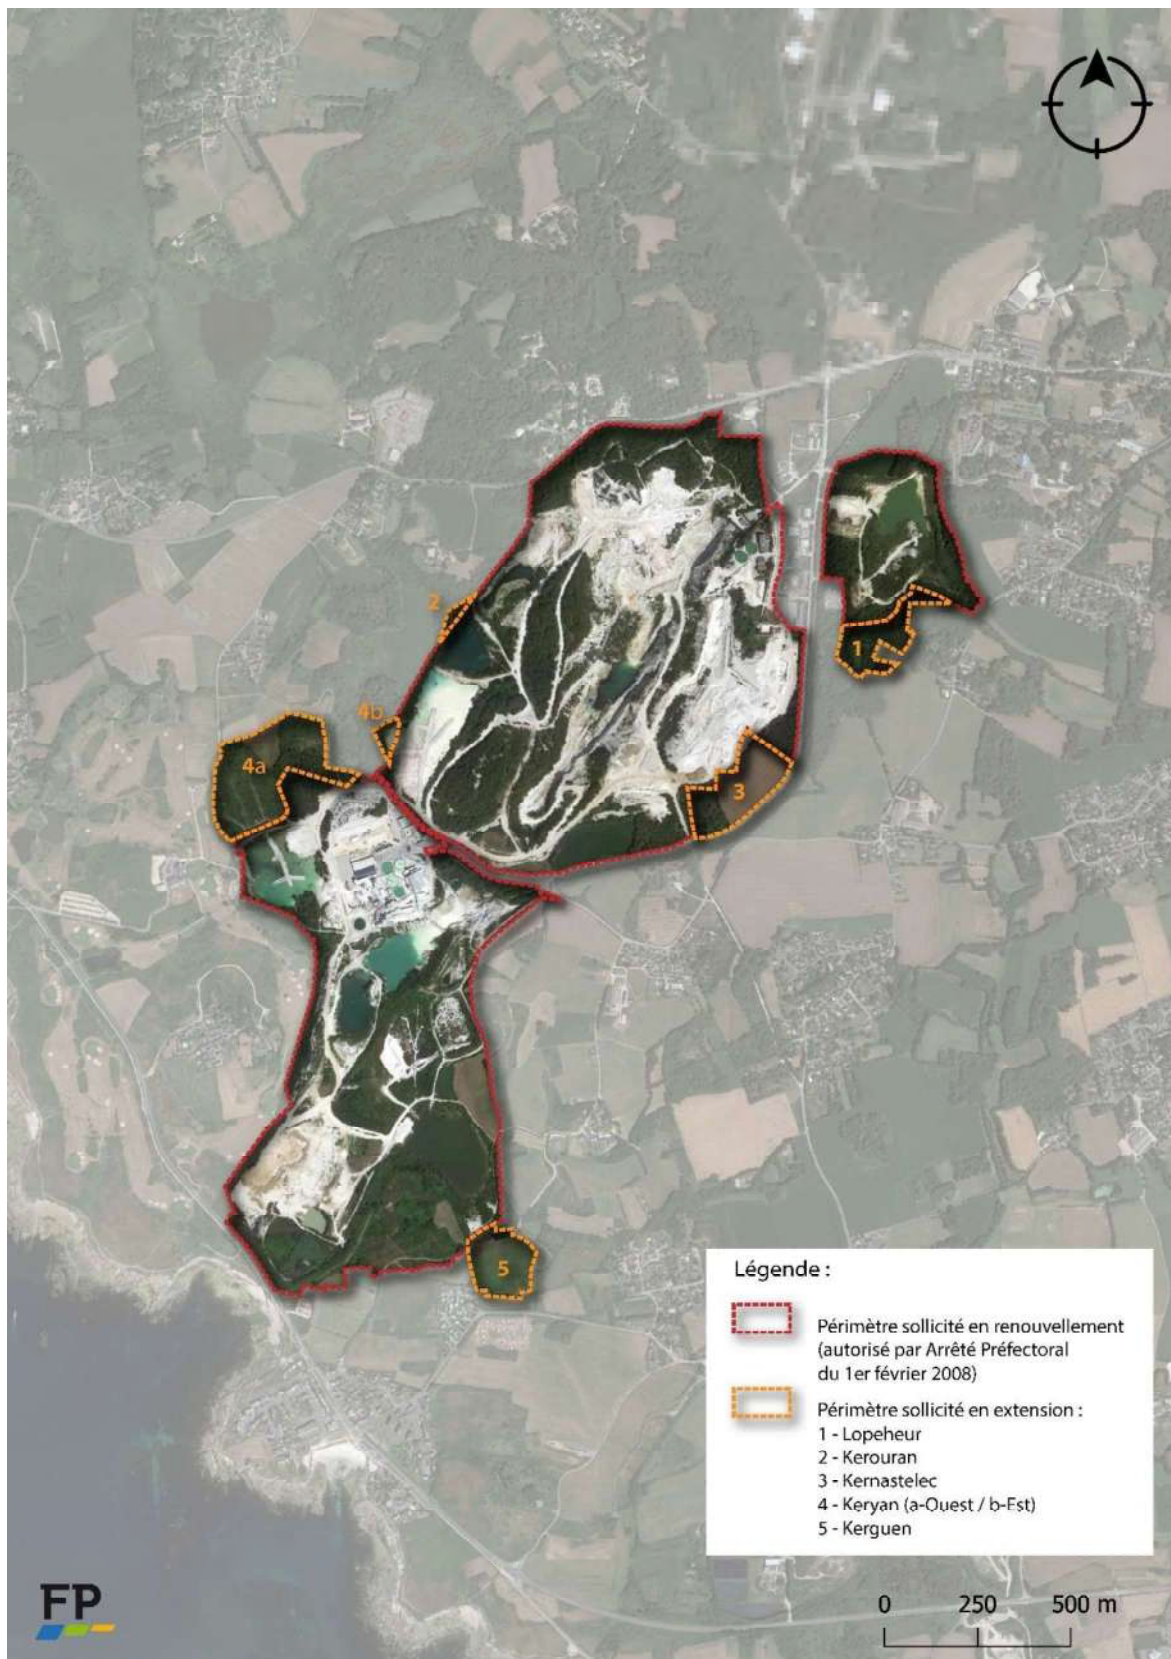 2
1
4b
4a
3
5
Légende :
Périmètre sollicité en renouvellement
(autorisé par Arrêté Préfectoral
du 1er février 2008)
Périmètre sollicité en extension :
1 - Lopeheur
2 - Kerouran
3 - Kernastelec
4 - Keryan (a-Ouest / b-Est)
5 - Kerguen
FP
0 250 500 m